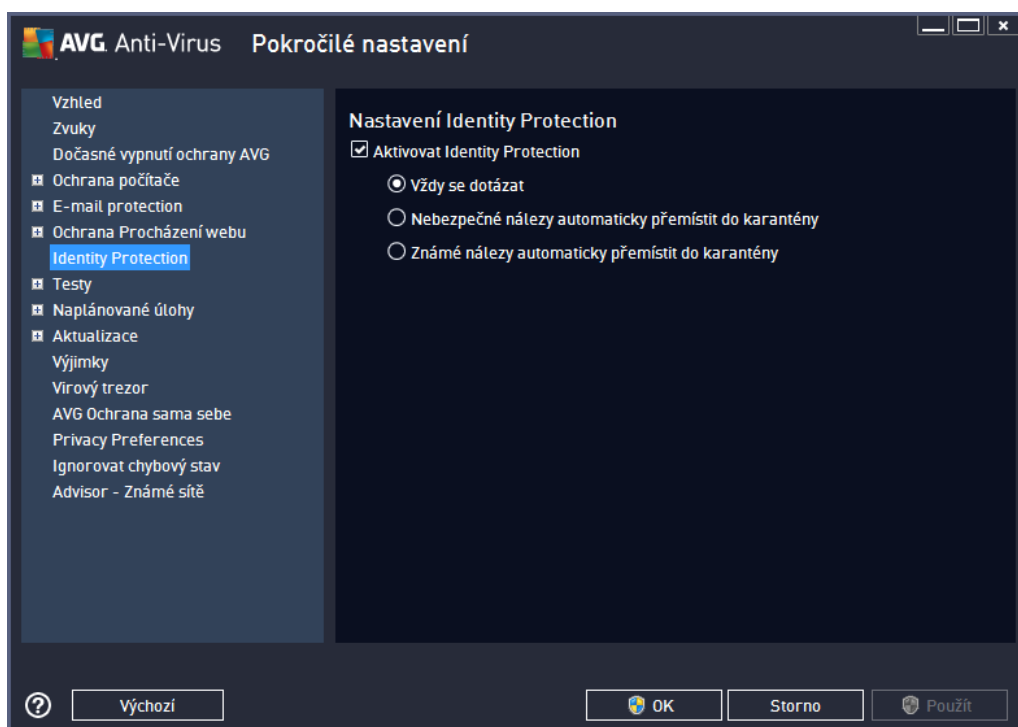 AVG. Anti-Virus Pokročilé nastavení
Vzhled
Zvuky
Dočasné vypnutí ochrany AVG
Ochrana počítače
E-mail protection
Ochrana Procházení webu
Identity Protection
Testy
Naplánované úlohy
Aktualizace
Výjimky
Virový trezor
AVG Ochrana sama sebe
Privacy Preferences
Ignorovat chybový stav
Advisor - Známé sítě
Nastavení Identity Protection
Aktivovat Identity Protection
Vždy se dotázat
Nebezpečné nálezy automaticky přemístit do karantény
Známé nálezy automaticky přemístit do karantény
Výchozí
OK
Storno
Použít